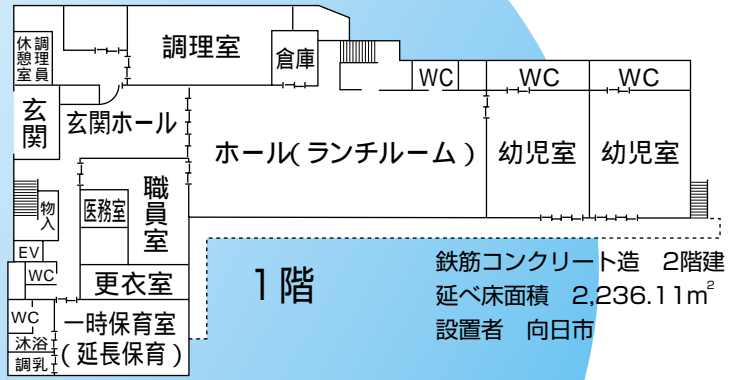 調理員
休憩室
調理室
倉庫
WC
WC
WC
玄関
玄関ホール
ホール(ランチルーム)
幼児室
幼児室
物入
医務室
職員室
EV
WC
更衣室
WC
沐浴
調乳
一時保育室
(延長保育)
1階
鉄筋コンクリート造 2階建
延べ床面積 2,236.11m²
設置者 向日市